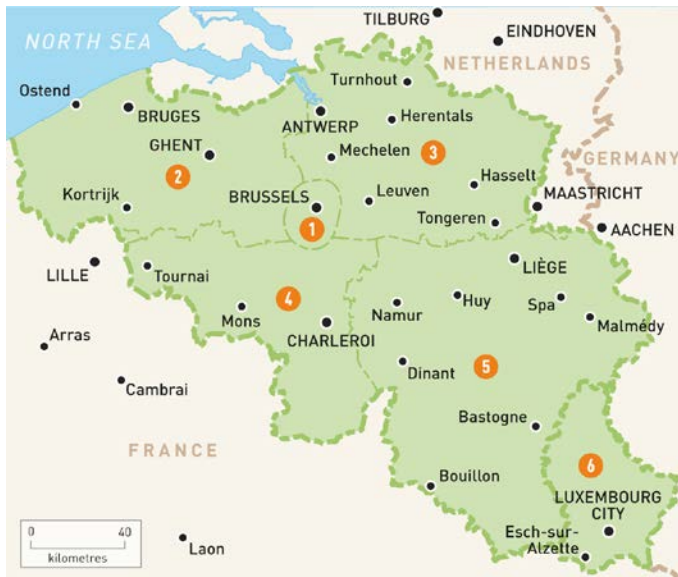 TILBURG
EINDHOVEN
NORTH SEA
NETHERLANDS
Turnhout
Ostend
BRUGES
ANTWERP
Herentals
GHENT
Mechelen
3
GERMANY
2
Hasselt
Kortrijk
BRUSSELS
Leuven
MAASTRICHT
1
Tongeren
AACHEN
LILLE
Tournai
LIÈGE
4
Mons
Namur
Huy
Spa
CHARLEROI
Malmédy
Arras
Dinant
5
Cambrai
Bastogne
FRANCE
6
Bouillon
LUXEMBOURG
CITY
0 40
kilometres
Laon
Esch-sur-
Alzette